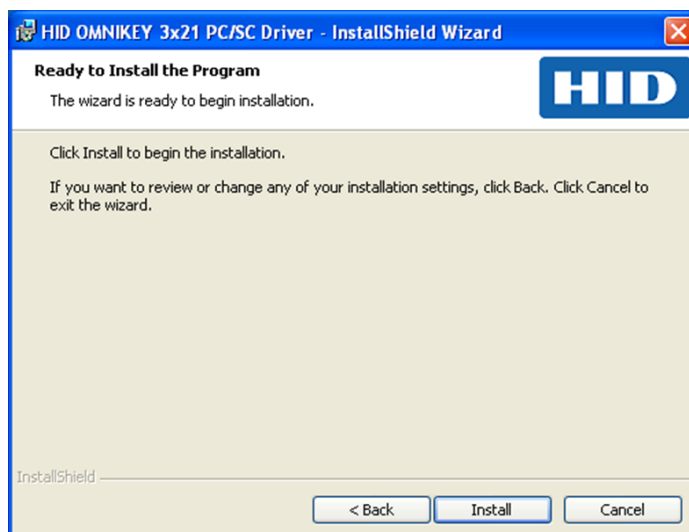 HID OMNIKEY 3x21 PC/SC Driver - InstallShield Wizard
Ready to Install the Program
The wizard is ready to begin installation.
HID
Click Install to begin the installation.
If you want to review or change any of your installation settings, click Back. Click Cancel to
exit the wizard.
InstallShield
< Back Install Cancel